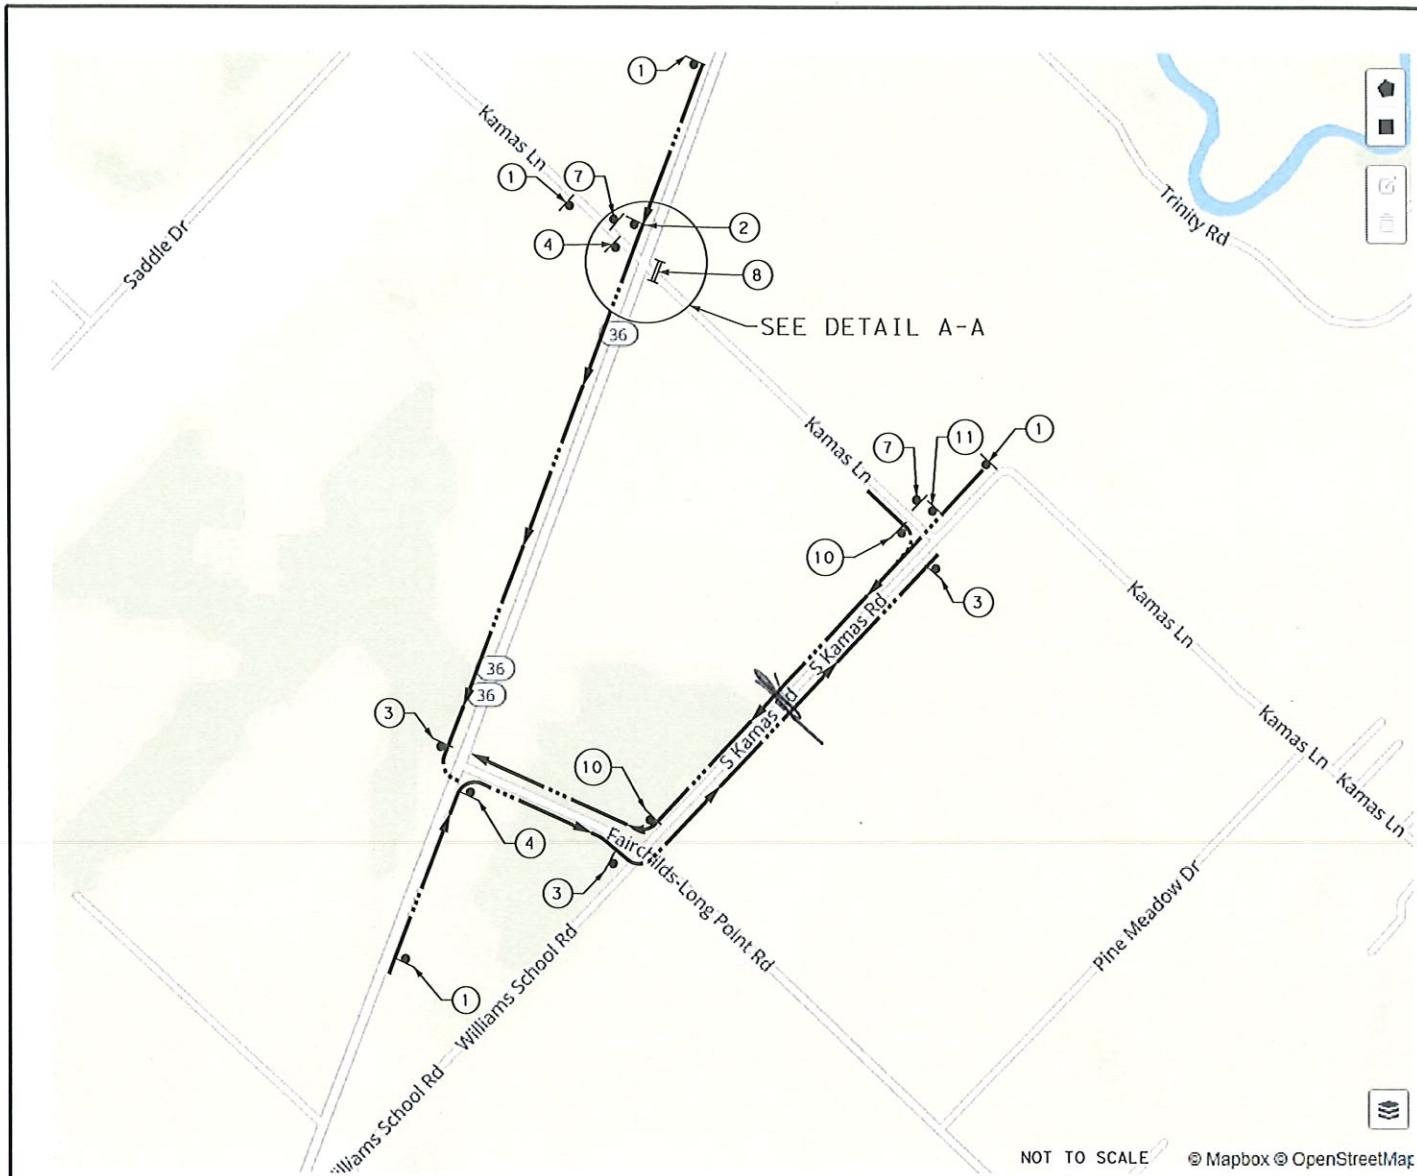 1
Kamas Ln
Saddle Dr
1
7
4
2
8
SEE DETAIL A-A
36
Trinity Rd
Kamas Ln
7
11
1
10
3
S Kamas Rd
S Kamas Rd
Kamas Ln
Kamas Ln
Kamas Ln
36
36
3
10
4
3
1
Fairchilds-Long Point Rd
Williams School Rd
Williams School Rd
Pine Meadow Dr
NOT TO SCALE
© Mapbox © OpenStreetMap